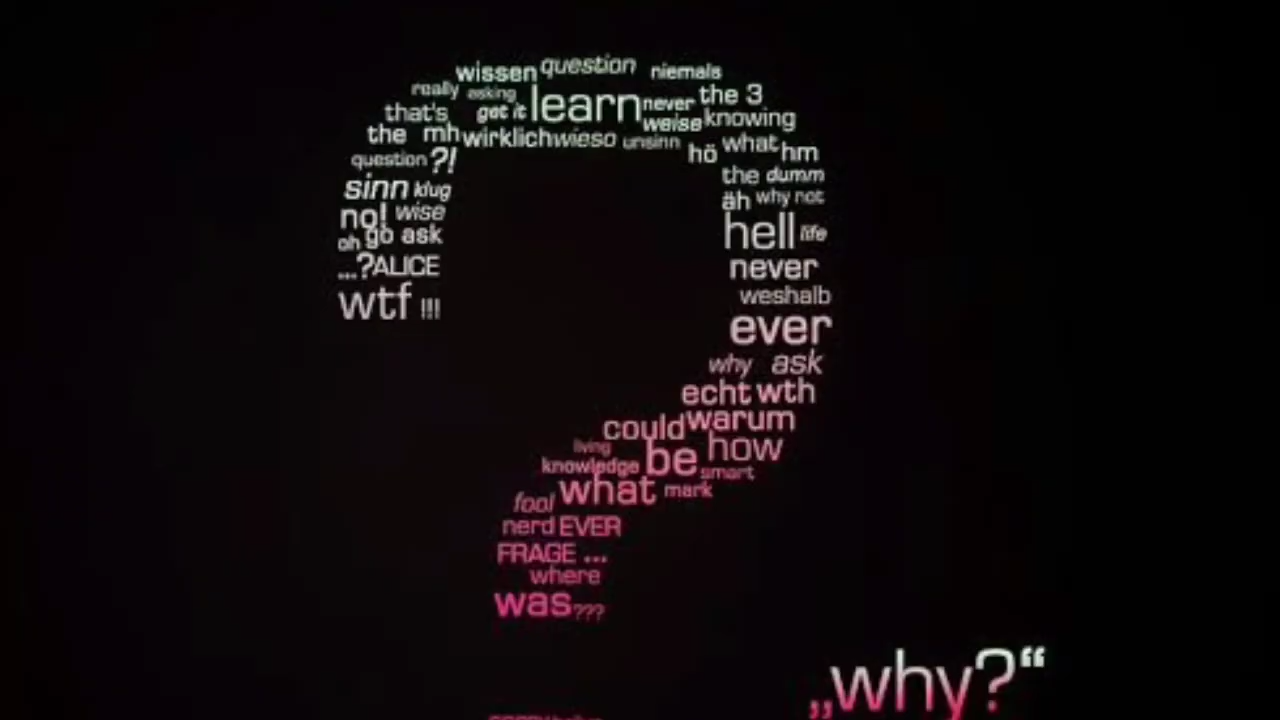 wissen question niemals
really asking get it learn never the 3
that's weise knowing
the mh wirklich wieso unsinn hö what hm
question ?!
the dumm
sinn klug
äh why not
no! wise
hell life
oh go ask
...?ALICE
never
wtf !!!
weshalb
ever
why ask
echt wth
could warum
living be how
knowledge smart
what mark
fool
nerd EVER
FRAGE ...
where
was???
„why?“